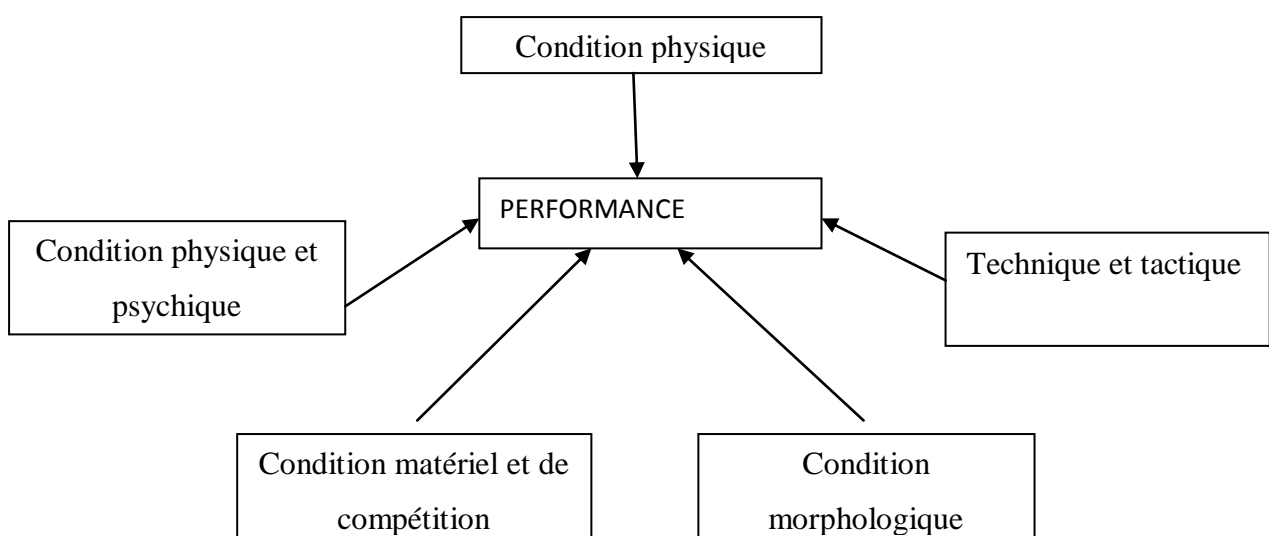 Condition physique
PERFORMANCE
Condition physique et
psychique
Technique et tactique
Condition matériel et de
compétition
Condition
morphologique